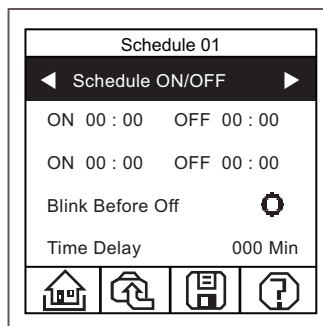 Schedule 01
Schedule ON/OFF
ON 00 : 00 OFF 00 : 00
ON 00 : 00 OFF 00 : 00
Blink Before Off
Time Delay 000 Min